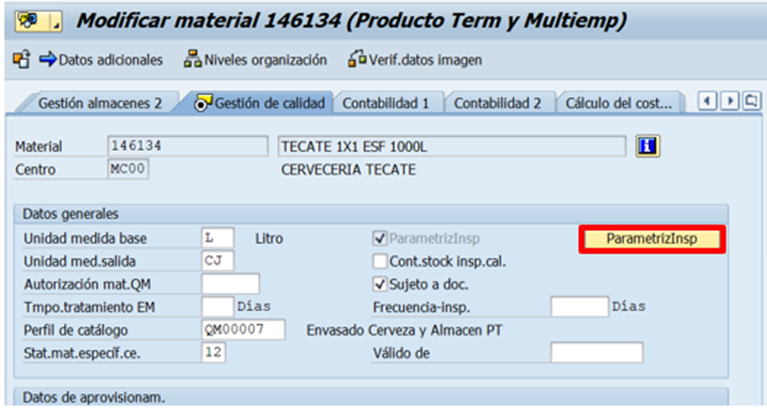 Modificar material 146134 (Producto Term y Multiemp)
Datos adicionales Niveles organización Verif.datos imagen
Gestión almacenes 2 Gestión de calidad Contabilidad 1 Contabilidad 2 Cálculo del cost...
Material 146134 TECATE 1X1 ESF 1000L
Centro MC00 CERVECERIA TECATE
Datos generales
Unidad medida base L Litro ParametrizInsp ParametrizInsp
Unidad med.salida CJ Cont.stock insp.cal.
Autorización mat.QM Sujeto a doc.
Tmpo.tratamiento EM Días Frecuencia-insp. Días
Perfil de catálogo QM00007 Envasado Cerveza y Almacen PT
Stat.mat.específ.ce. 12 Válido de
Datos de aprovisionam.